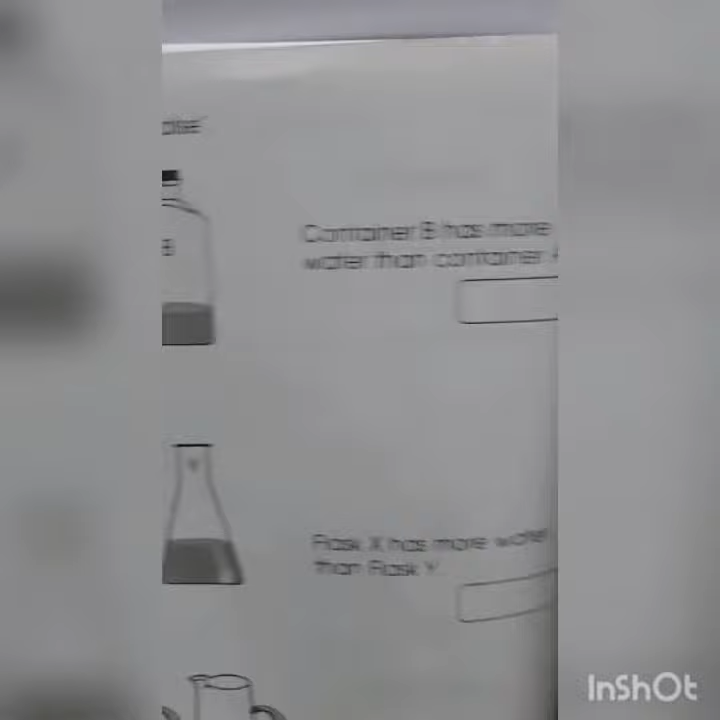 B
Container B has more
water than container
Y
Flask X has more water
than Flask Y.
InShOt